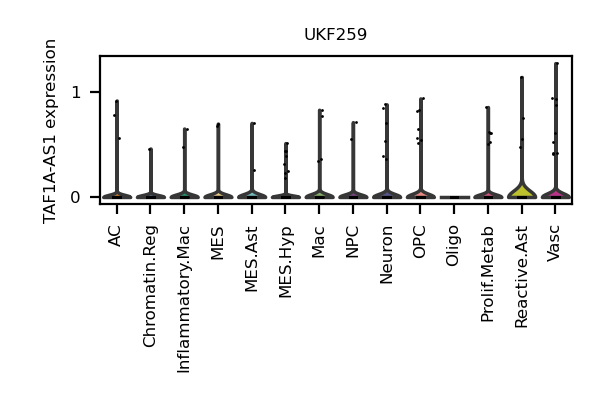 UKF259
TAF1A-AS1 expression
1
0
AC
Chromatin.Reg
Inflammatory.Mac
MES
MES.Ast
MES.Hyp
Mac
NPC
Neuron
OPC
Oligo
Prolif.Metab
Reactive.Ast
Vasc